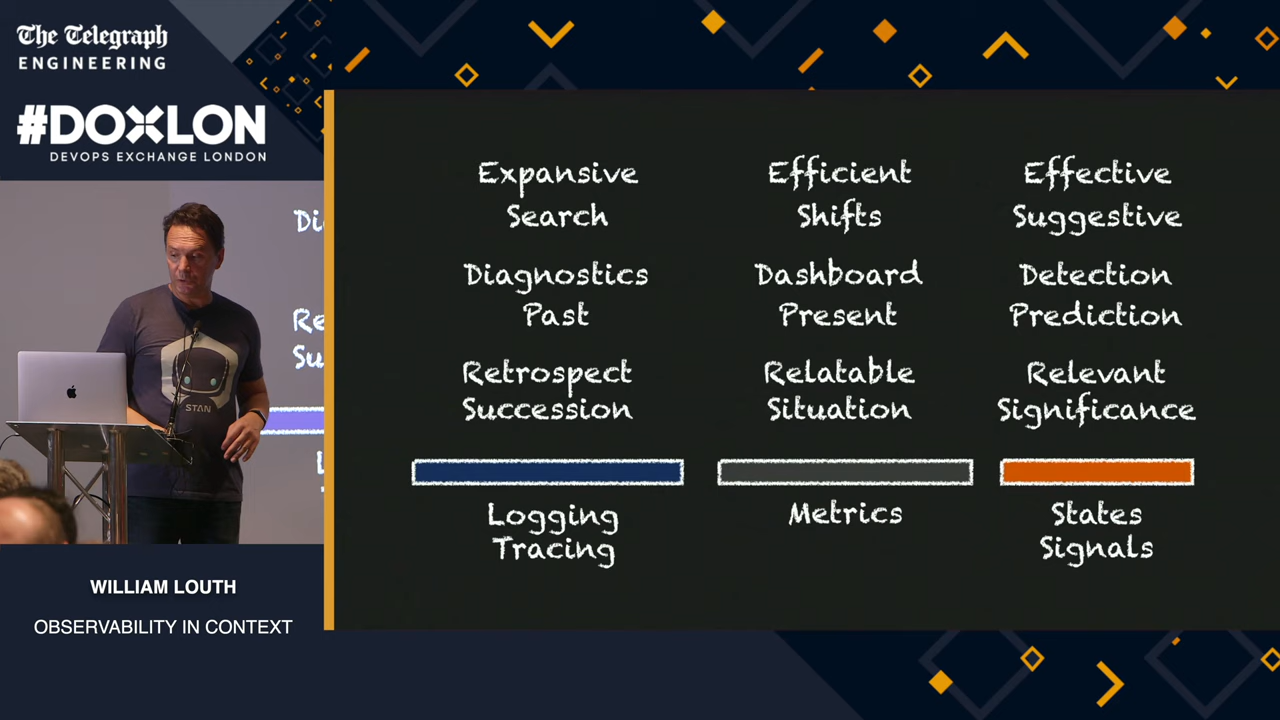 The Telegraph
ENGINEERING
#DOXLON
DEVOPS EXCHANGE LONDON
STAN
WILLIAM LOUTH
OBSERVABILITY IN CONTEXT
Expansive
Search
Diagnostics
Past
Retrospect
Succession
Logging
Tracing
Efficient
Shifts
Dashboard
Present
Relatable
Situation
Metrics
Effective
Suggestive
Detection
Prediction
Relevant
Significance
States
Signals